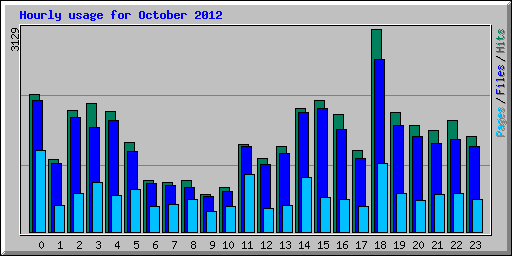 Hourly usage for October 2012
3129
Pages/Files/Hits
0 1 2 3 4 5 6 7 8 9 10 11 12 13 14 15 16 17 18 19 20 21 22 23